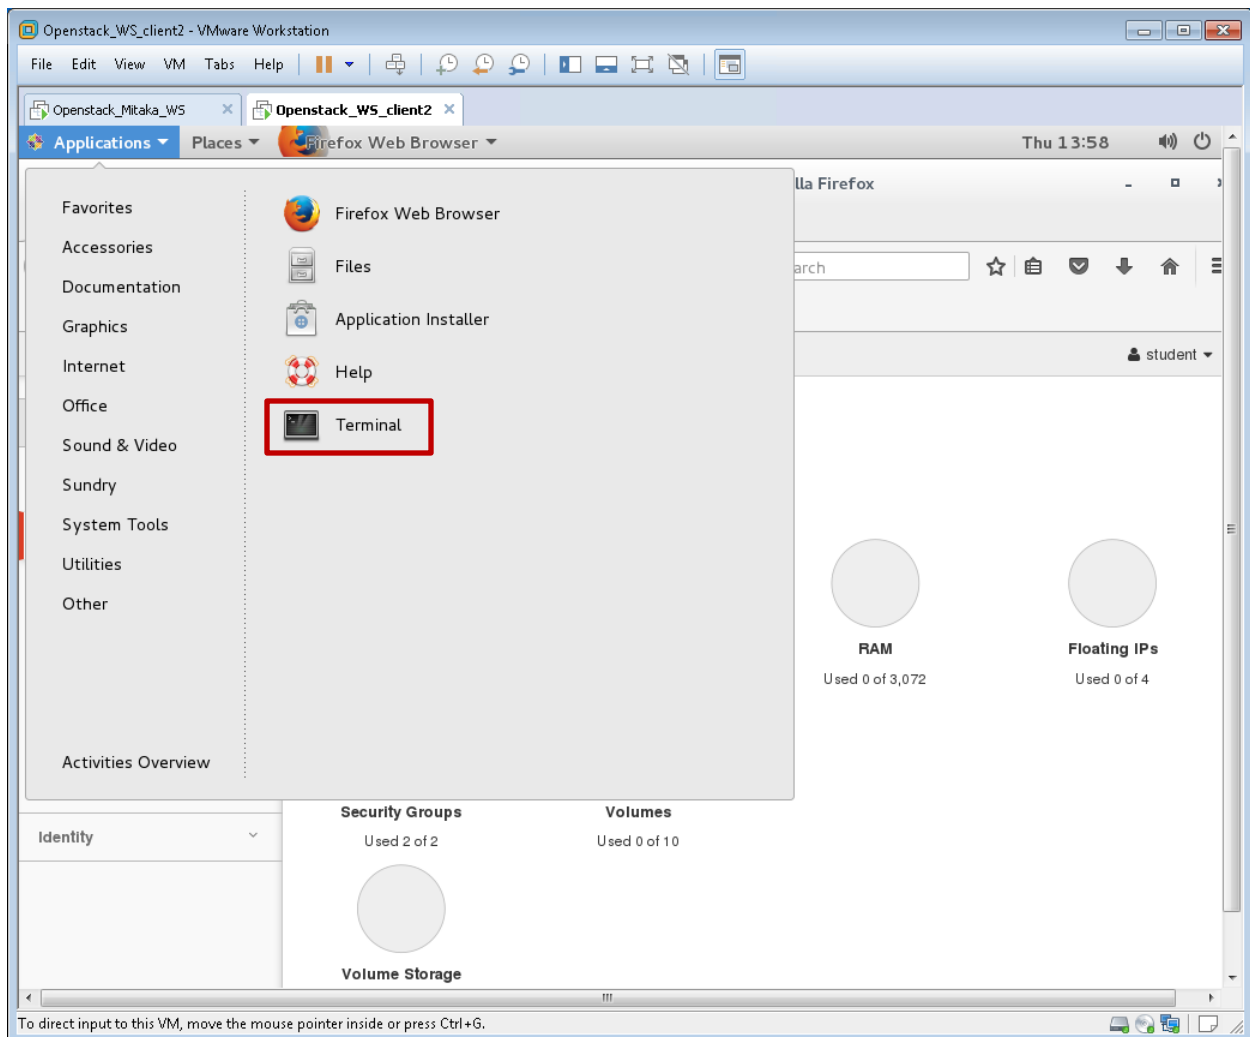 Openstack_WS_client2 - VMware Workstation
File Edit View VM Tabs Help
Openstack_Mitaka_WS
Openstack_WS_client2
Applications Places Firefox Web Browser Thu 13:58
lla Firefox
Favorites
Accessories
Documentation
Graphics
Internet
Office
Sound & Video
Sundry
System Tools
Utilities
Other
Activities Overview
Firefox Web Browser
Files
Application Installer
Help
Terminal
arch
student
RAM
Used 0 of 3,072
Floating IPs
Used 0 of 4
Security Groups
Used 2 of 2
Volumes
Used 0 of 10
Identity
Volume Storage
To direct input to this VM, move the mouse pointer inside or press Ctrl+G.